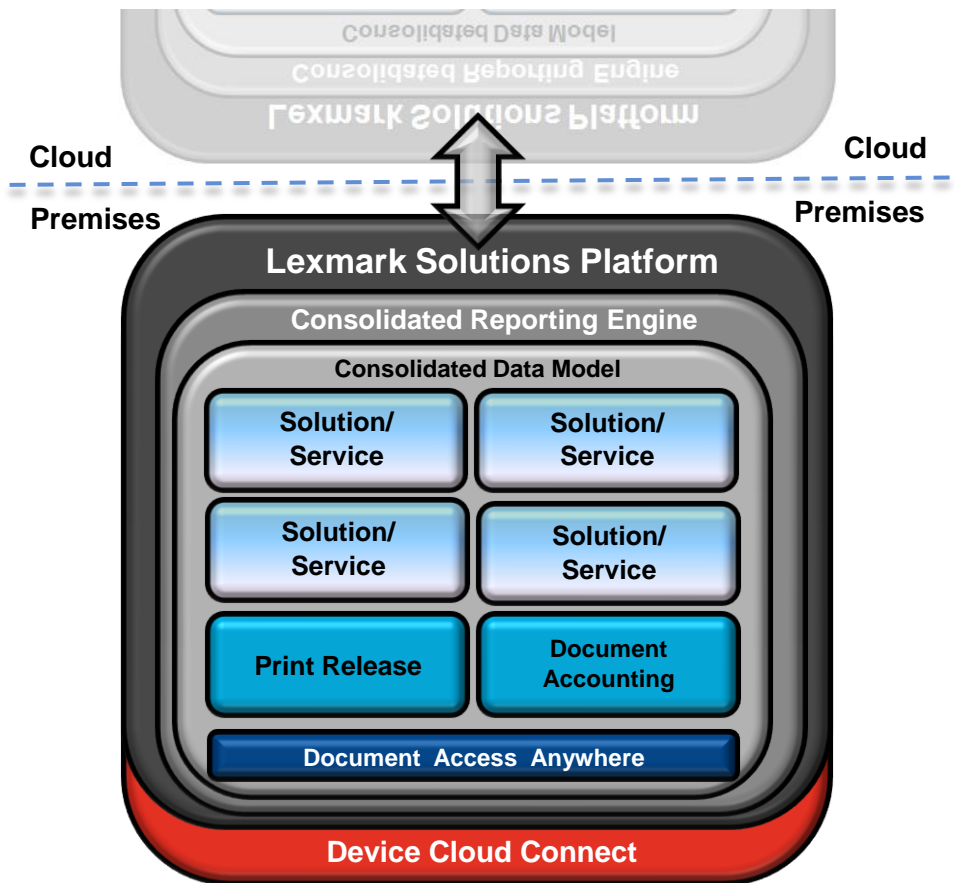 Consolidated Data Model
Consolidated Reporting Engine
Lexmark Solutions Platform
Cloud
Cloud
Premises
Premises
Lexmark Solutions Platform
Consolidated Reporting Engine
Consolidated Data Model
Solution/
Service
Solution/
Service
Solution/
Service
Solution/
Service
Print Release
Document
Accounting
Document Access Anywhere
Device Cloud Connect